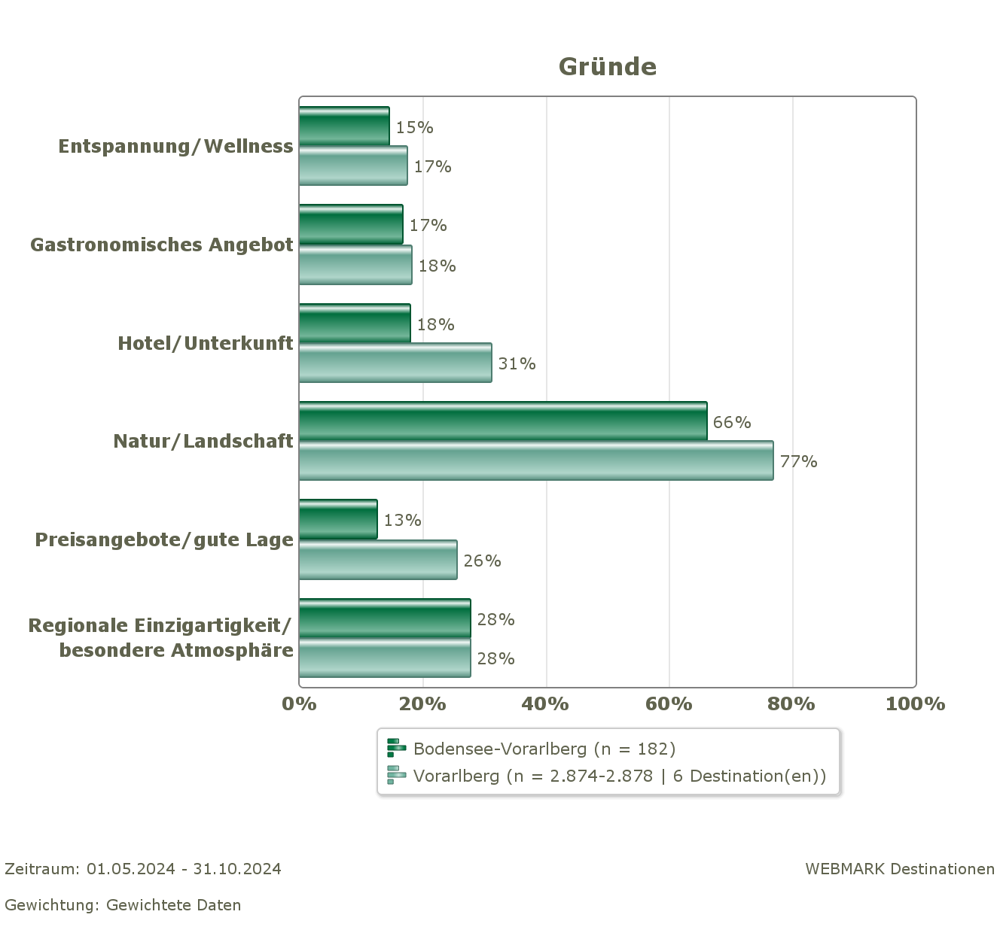 Gründe
Entspannung/Wellness
15%
17%
Gastronomisches Angebot
17%
18%
Hotel/Unterkunft
18%
31%
Natur/Landschaft
66%
77%
Preisangebote/gute Lage
13%
26%
Regionale Einzigartigkeit/
besondere Atmosphäre
28%
28%
0% 20% 40% 60% 80% 100%
Bodensee-Vorarlberg (n = 182)
Vorarlberg (n = 2.874-2.878 | 6 Destination(en))
Zeitraum: 01.05.2024 - 31.10.2024
WEBMARK Destinationen
Gewichtung: Gewichtete Daten